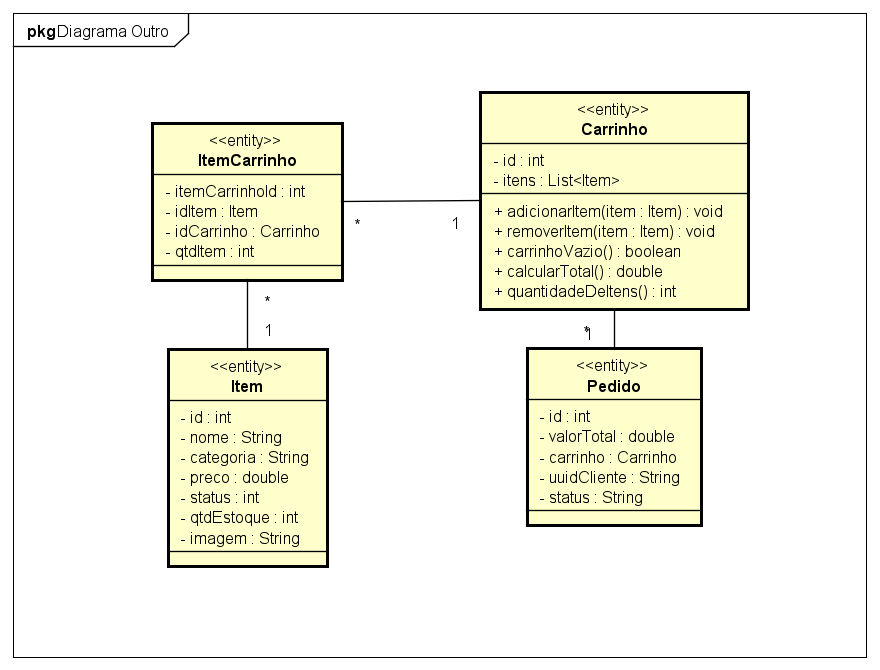 pkg Diagrama Outro
<<entity>>
ItemCarrinho
- itemCarrinhoId : int
- idItem : Item
- idCarrinho : Carrinho
- qtdItem : int
<<entity>>
Carrinho
- id : int
- itens : List<Item>
+ adicionarItem(item : Item) : void
+ removerItem(item : Item) : void
+ carrinhoVazio() : boolean
+ calcularTotal() : double
+ quantidadeDeItens() : int
*
1
*
1
*
1
<<entity>>
Item
- id : int
- nome : String
- categoria : String
- preco : double
- status : int
- qtdEstoque : int
- imagem : String
<<entity>>
Pedido
- id : int
- valorTotal : double
- carrinho : Carrinho
- uuidCliente : String
- status : String